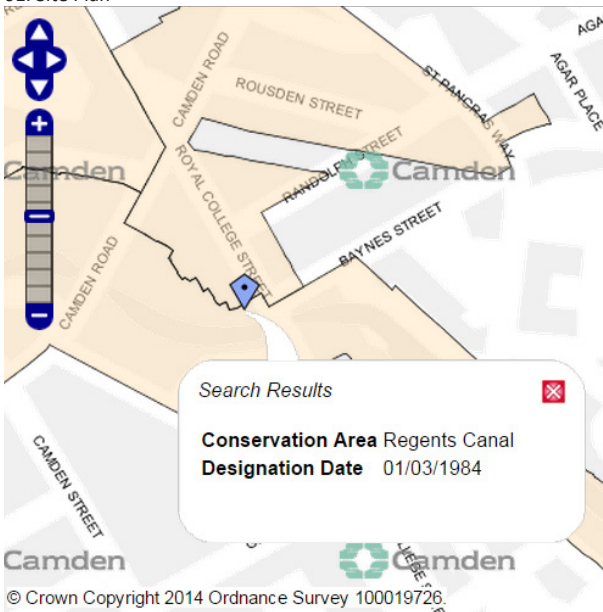 CAMDEN ROAD
ROUSDEN STREET
ST PANCRAS WAY
AGAR PLACE
Camden
Camden
ROYAL COLLEGE STREET
RANDOLPH STREET
BAYNES STREET
CAMDEN ROAD
Search Results
Conservation Area Regents Canal
Designation Date 01/03/1984
CAMDEN STREET
Camden
Camden
© Crown Copyright 2014 Ordnance Survey 100019726.